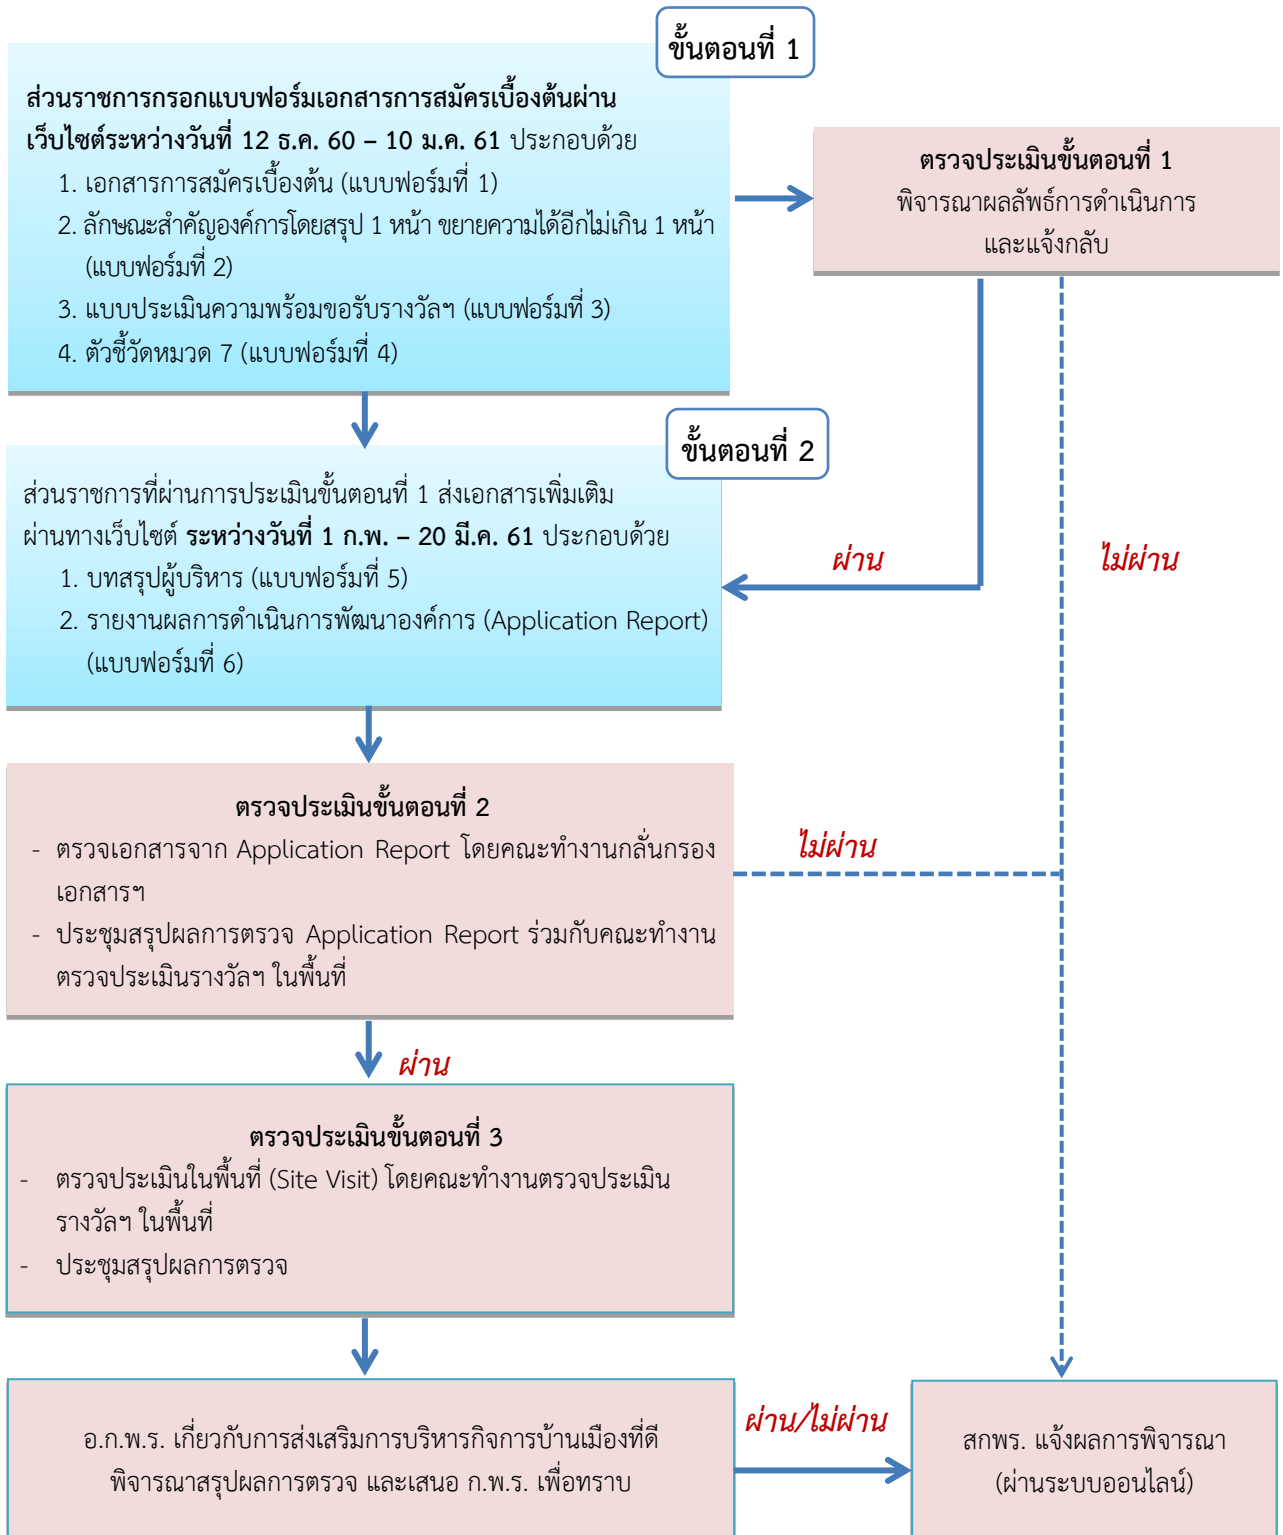 ขั้นตอนที่ 1
ส่วนราชการกรอกแบบฟอร์มเอกสารการสมัครเบื้องต้นผ่าน
เว็บไซต์ระหว่างวันที่ 12 ธ.ค. 60 – 10 ม.ค. 61 ประกอบด้วย
1. เอกสารการสมัครเบื้องต้น (แบบฟอร์มที่ 1)
2. ลักษณะสำคัญองค์การโดยสรุป 1 หน้า ขยายความได้อีกไม่เกิน 1 หน้า
(แบบฟอร์มที่ 2)
3. แบบประเมินความพร้อมขอรับรางวัลฯ (แบบฟอร์มที่ 3)
4. ตัวชี้วัดหมวด 7 (แบบฟอร์มที่ 4)
ตรวจประเมินขั้นตอนที่ 1
พิจารณาผลลัพธ์การดำเนินการ
และแจ้งกลับ
ขั้นตอนที่ 2
ส่วนราชการที่ผ่านการประเมินขั้นตอนที่ 1 ส่งเอกสารเพิ่มเติม
ผ่านทางเว็บไซต์ ระหว่างวันที่ 1 ก.พ. – 20 มี.ค. 61 ประกอบด้วย
1. บทสรุปผู้บริหาร (แบบฟอร์มที่ 5)
2. รายงานผลการดำเนินการพัฒนาองค์การ (Application Report)
(แบบฟอร์มที่ 6)
ผ่าน
ไม่ผ่าน
ตรวจประเมินขั้นตอนที่ 2
- ตรวจเอกสารจาก Application Report โดยคณะทำงานกลั่นกรอง
เอกสารฯ
- ประชุมสรุปผลการตรวจ Application Report ร่วมกับคณะทำงาน
ตรวจประเมินรางวัลฯ ในพื้นที่
ไม่ผ่าน
ผ่าน
ตรวจประเมินขั้นตอนที่ 3
- ตรวจประเมินในพื้นที่ (Site Visit) โดยคณะทำงานตรวจประเมิน
รางวัลฯ ในพื้นที่
- ประชุมสรุปผลการตรวจ
อ.ก.พ.ร. เกี่ยวกับการส่งเสริมการบริหารกิจการบ้านเมืองที่ดี
พิจารณาสรุปผลการตรวจ และเสนอ ก.พ.ร. เพื่อทราบ
ผ่าน/ไม่ผ่าน
สกพร. แจ้งผลการพิจารณา
(ผ่านระบบออนไลน์)